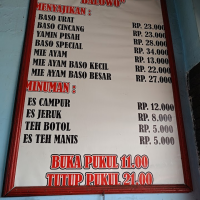 "BALUWO"
MENYAJIKAN :
BASO URAT RP. 23.000
BASO CINCANG RP. 23.000
YAMIN PISAH RP. 23.000
BASO SPECIAL RP. 28.000
MIE AYAM RP. 34.000
MIE AYAM BASO KECIL RP. 13.000
MIE AYAM BASO BESAR RP. 22.000
RP. 27.000
MINUMAN :
ES CAMPUR RP. 12.000
ES JERUK RP. 8.000
TEH BOTOL RP. 5.000
ES TEH MANIS RP. 5.000
BUKA PUKUL 11.00
TUTUP PUKUL 21.00